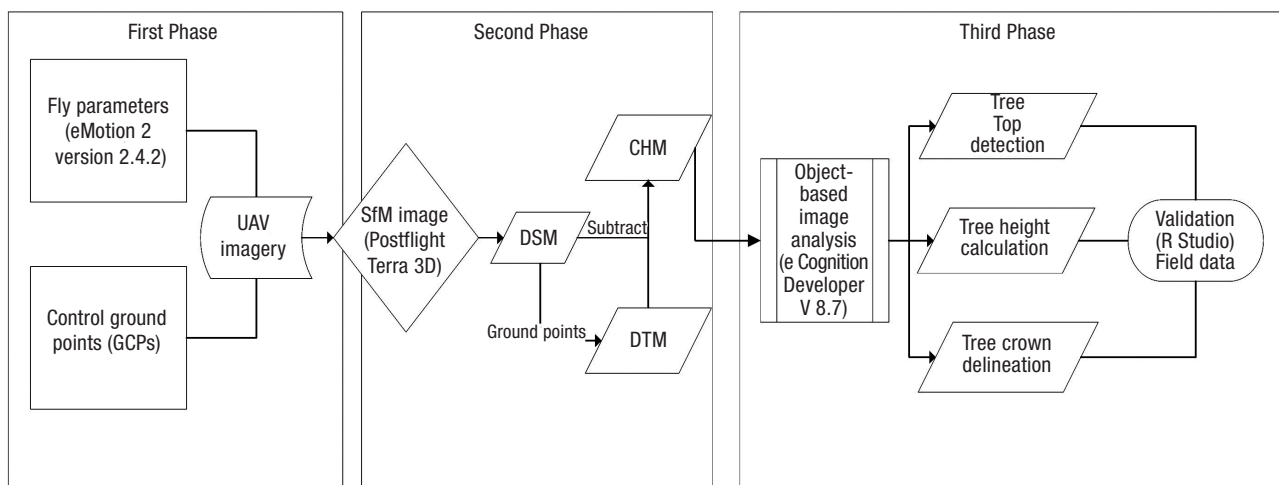 First Phase
Fly parameters
(eMotion 2
version 2.4.2)
UAV
imagery
Control ground
points (GCPs)
Second Phase
SfM image
(Postflight
Terra 3D)
DSM
Subtract
CHM
Ground points
DTM
Third Phase
Object-
based
image
analysis
(e Cognition
Developer
V 8.7)
Tree
Top
detection
Tree height
calculation
Tree crown
delineation
Validation
(R Studio)
Field data